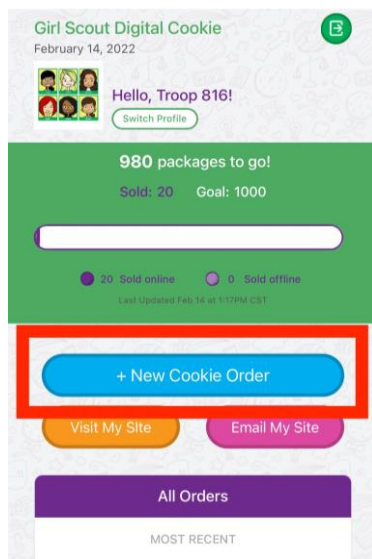 Girl Scout Digital Cookie
February 14, 2022
Hello, Troop 816!
Switch Profile
980 packages to go!
Sold: 20 Goal: 1000
20 Sold online 0 Sold offline
Last Updated Feb 14 at 1:17PM CST
+ New Cookie Order
Visit My SIte Email My Site
All Orders
MOST RECENT